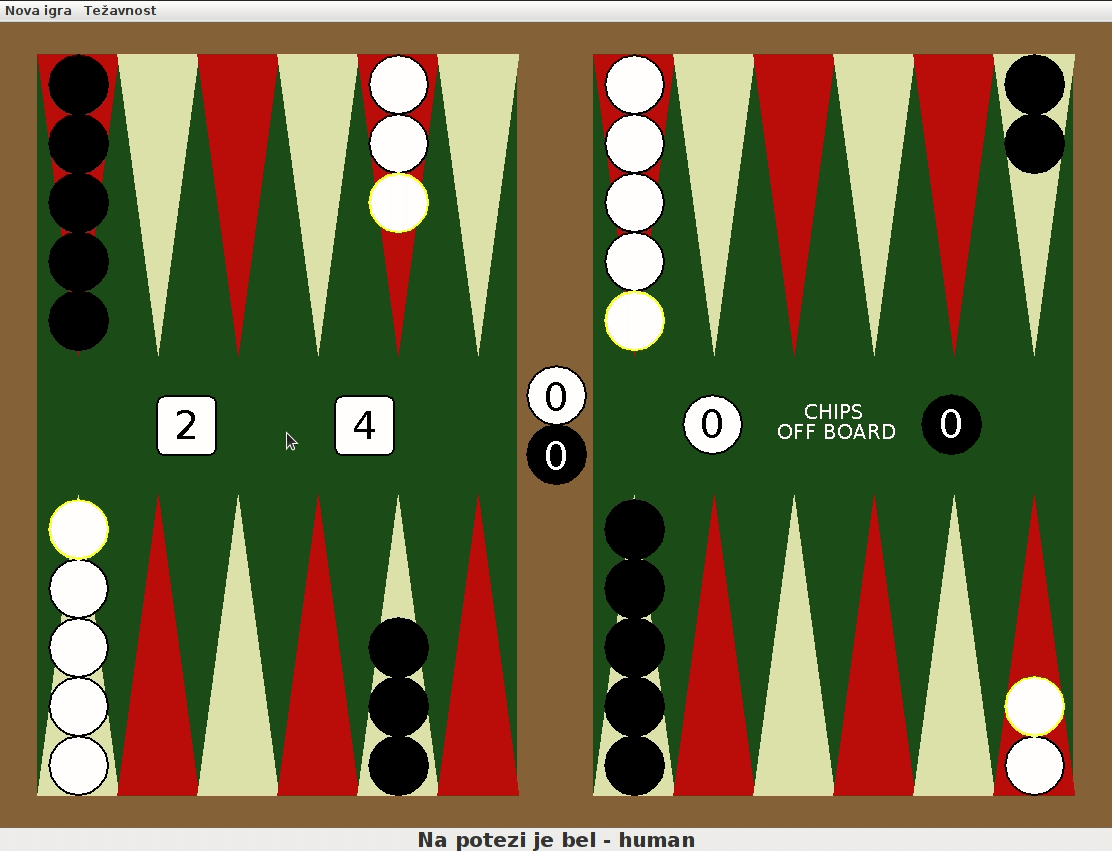 Nova igra Težavnost
2 4
0
0
0 CHIPS
OFF BOARD 0
Na potezi je bel - human